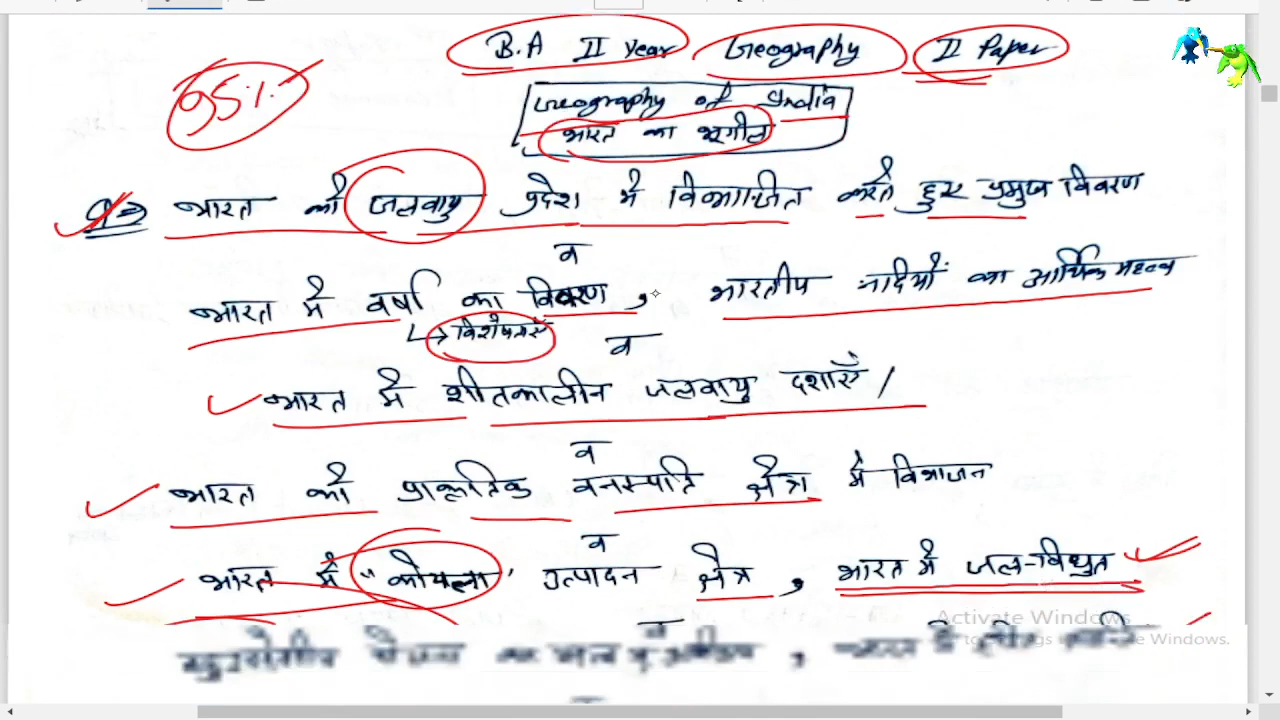 B.A II Year Geography II Paper
95%
Geography of India
भारत का भूगोल
Q⇒ भारत को जलवायु प्रदेश में विभाजित करते हुए प्रमुख विवरण
व
भारत में वर्षा का विवरण , भारतीय नदियों का आर्थिक महत्व
↳ विशेषताएँ
व
भारत में शीतकालीन जलवायु दशाएँ /
व
भारत को प्राकृतिक वनस्पति क्षेत्र में विभाजन
व
भारत में "कोयला" उत्पादन क्षेत्र , भारत में जल-विधुत
Activate Windows